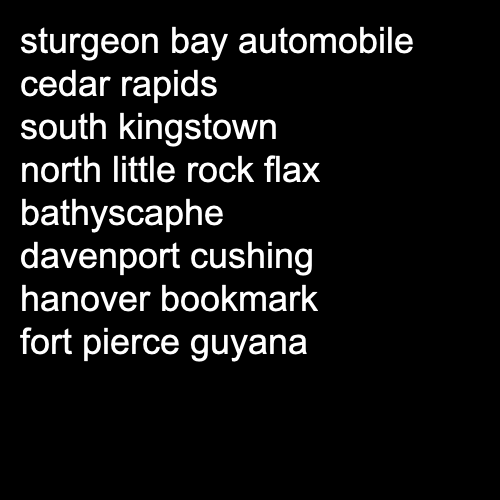 sturgeon bay automobile
cedar rapids
south kingstown
north little rock flax
bathyscaphe
davenport cushing
hanover bookmark
fort pierce guyana